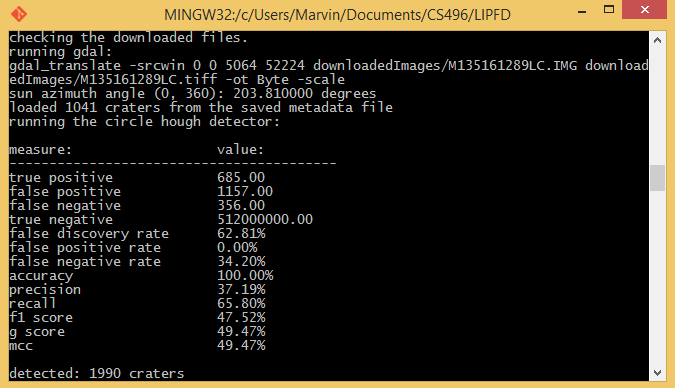 MINGW32:/c/Users/Marvin/Documents/CS496/LIPFD
checking the downloaded files.
running gdal:
gdal_translate -srcwin 0 0 5064 52224 downloadedImages/M135161289LC.IMG download
edImages/M135161289LC.tiff -ot Byte -scale
sun azimuth angle (0, 360): 203.810000 degrees
loaded 1041 craters from the saved metadata file
running the circle hough detector:
measure: value:
-----------------------------------------
true positive 685.00
false positive 1157.00
false negative 356.00
true negative 512000000.00
false discovery rate 62.81%
false positive rate 0.00%
false negative rate 34.20%
accuracy 100.00%
precision 37.19%
recall 65.80%
f1 score 47.52%
g score 49.47%
mcc 49.47%
detected: 1990 craters